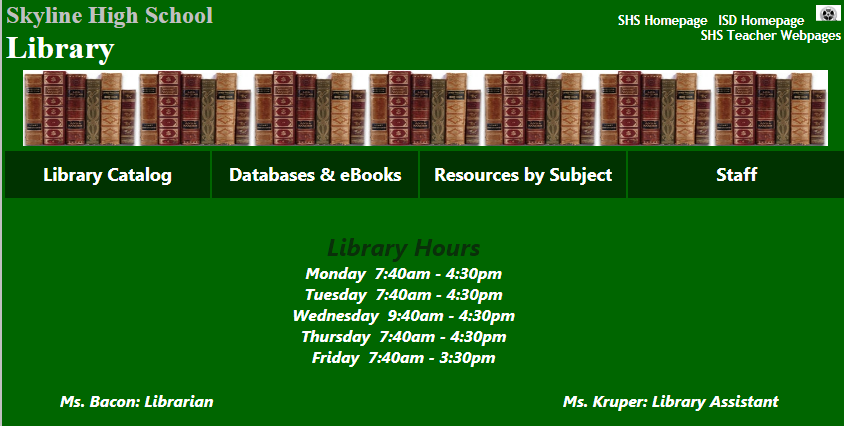 Skyline High School
Library
SHS Homepage ISD Homepage
SHS Teacher Webpages
Library Catalog
Databases & eBooks
Resources by Subject
Staff
Library Hours
Monday 7:40am - 4:30pm
Tuesday 7:40am - 4:30pm
Wednesday 9:40am - 4:30pm
Thursday 7:40am - 4:30pm
Friday 7:40am - 3:30pm
Ms. Bacon: Librarian
Ms. Kruper: Library Assistant